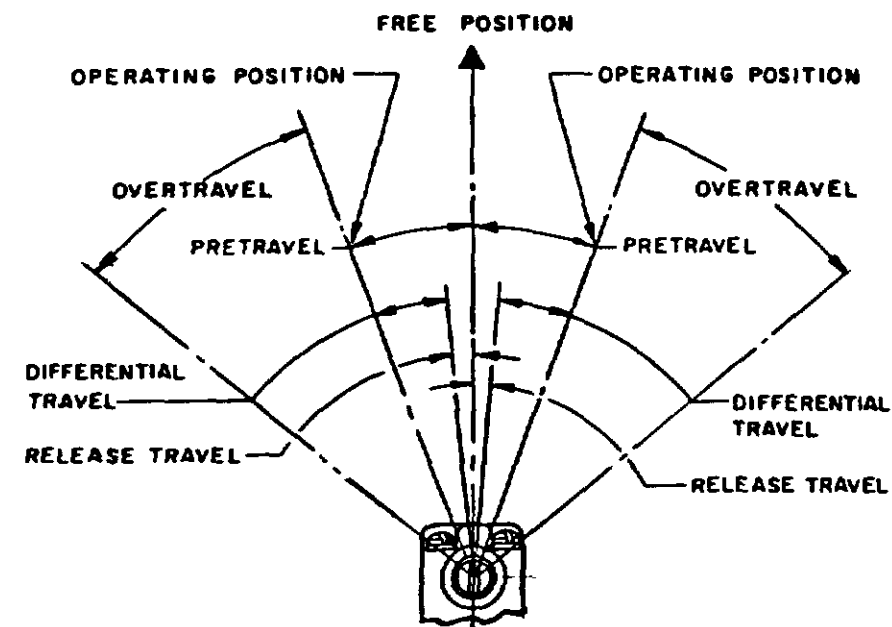 FREE POSITION
OPERATING POSITION
OPERATING POSITION
OVERTRAVEL
OVERTRAVEL
PRETRAVEL
PRETRAVEL
DIFFERENTIAL
TRAVEL
DIFFERENTIAL
TRAVEL
RELEASE TRAVEL
RELEASE TRAVEL